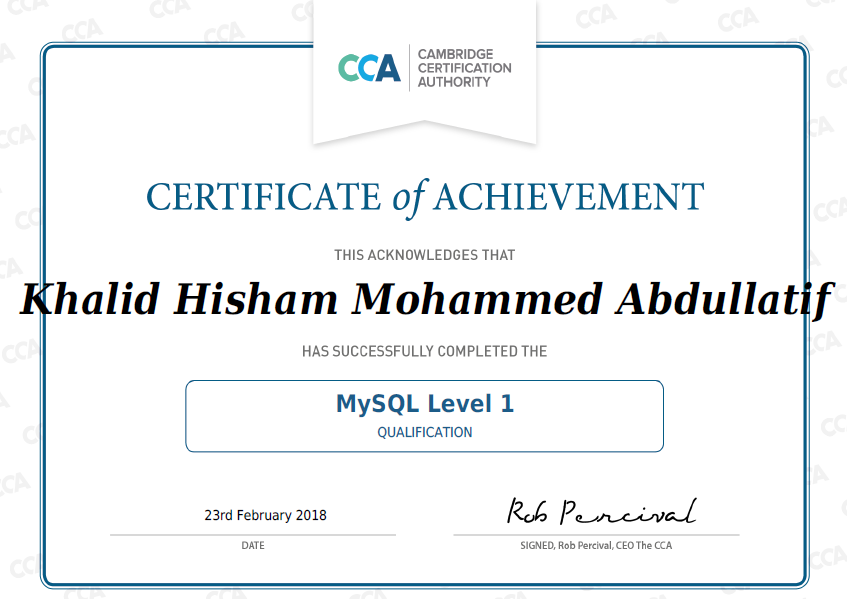 CCA
CAMBRIDGE
CERTIFICATION
AUTHORITY
CERTIFICATE of ACHIEVEMENT
THIS ACKNOWLEDGES THAT
Khalid Hisham Mohammed Abdullatif
HAS SUCCESSFULLY COMPLETED THE
MySQL Level 1
QUALIFICATION
23rd February 2018
Rob Percival
DATE
SIGNED, Rob Percival, CEO The CCA